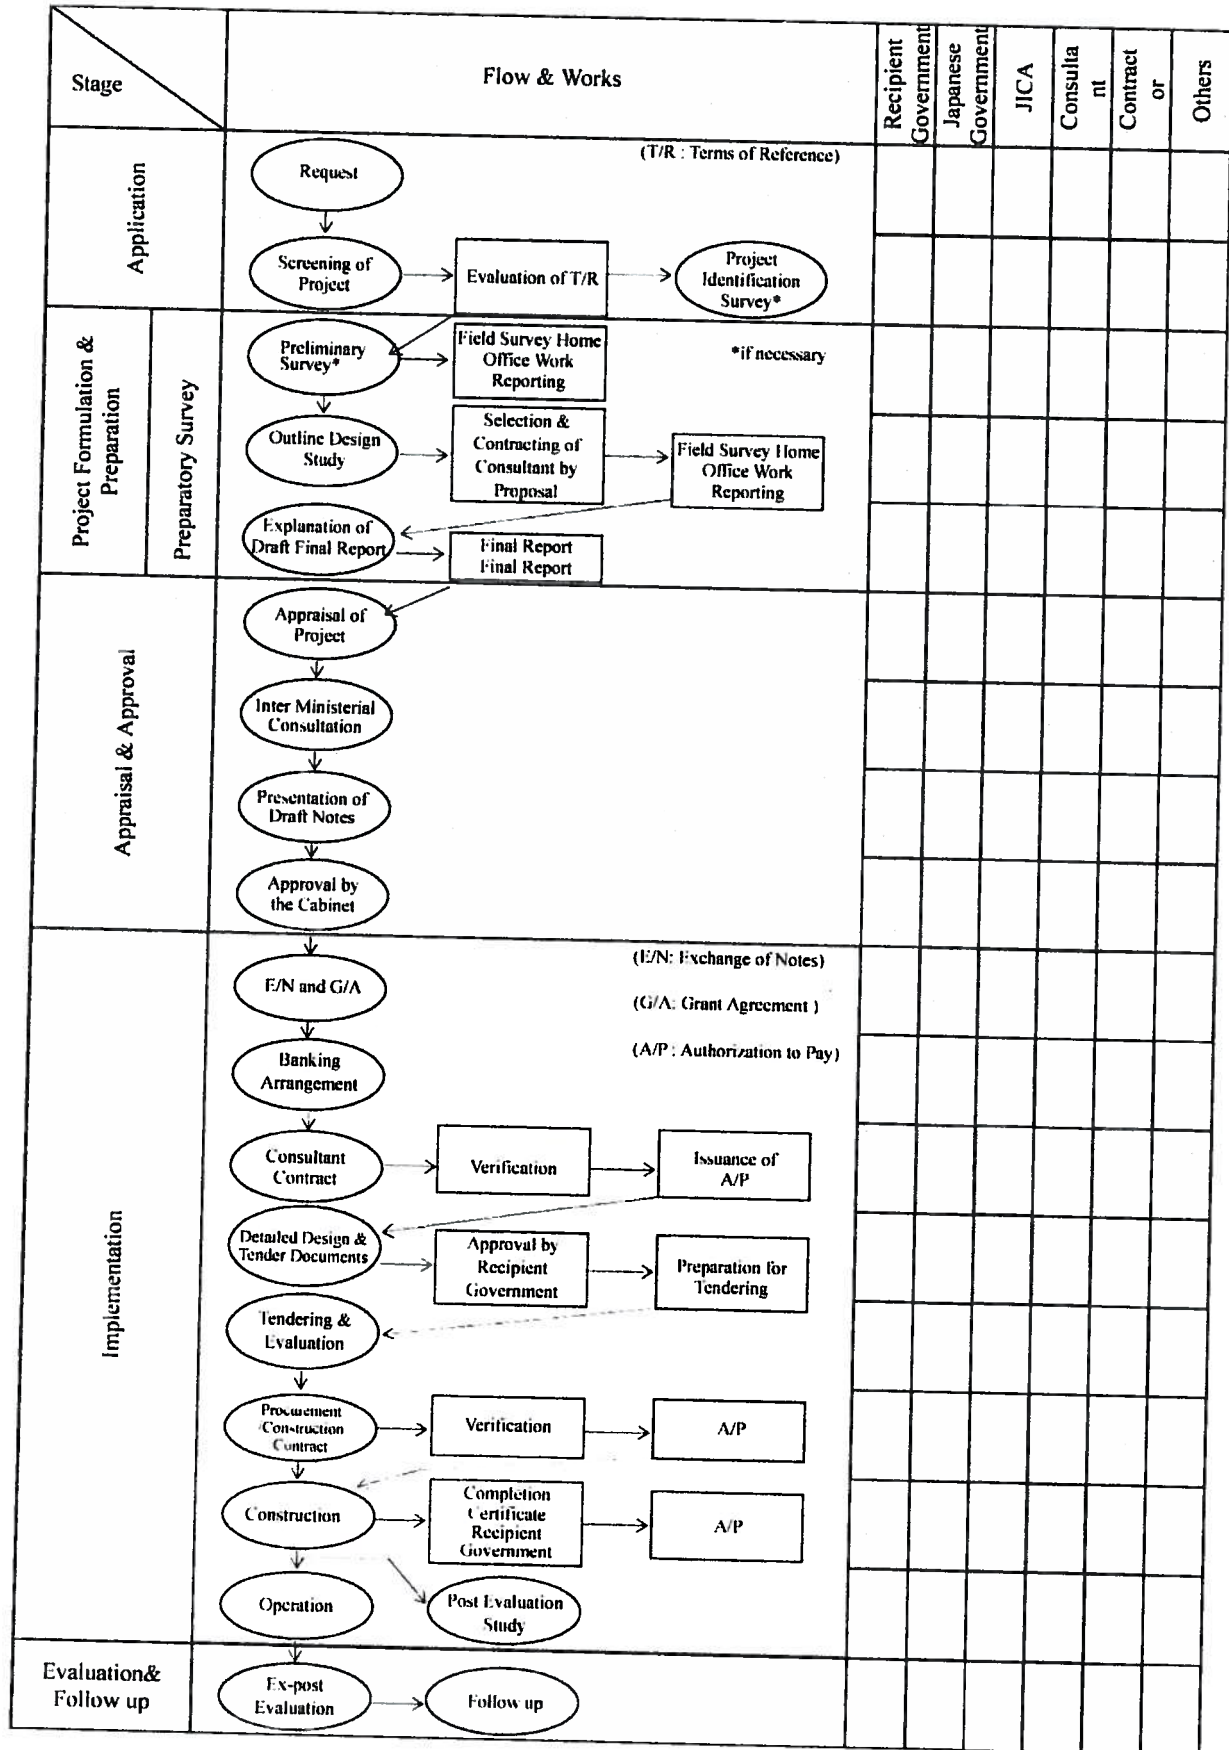 Stage
Flow & Works
Recipient
Government
Japanese
Government
JICA
Consulta
nt
Contract
or
Others
Application
(T/R : Terms of Reference)
Request
Screening of
Project
Evaluation of T/R
Project
Identification
Survey*
Project Formulation &
Preparation
Preparatory Survey
Preliminary
Survey*
Field Survey Home
Office Work
Reporting
*if necessary
Outline Design
Study
Selection &
Contracting of
Consultant by
Proposal
Field Survey Home
Office Work
Reporting
Explanation of
Draft Final Report
Final Report
Final Report
Appraisal & Approval
Appraisal of
Project
Inter Ministerial
Consultation
Presentation of
Draft Notes
Approval by
the Cabinet
Implementation
(E/N: Exchange of Notes)
E/N and G/A
(G/A: Grant Agreement )
(A/P : Authorization to Pay)
Banking
Arrangement
Consultant
Contract
Verification
Issuance of
A/P
Detailed Design &
Tender Documents
Approval by
Recipient
Government
Preparation for
Tendering
Tendering &
Evaluation
Procurement
/Construction
Contract
Verification
A/P
Construction
Completion
Certificate
Recipient
Government
A/P
Operation
Post Evaluation
Study
Evaluation&
Follow up
Ex-post
Evaluation
Follow up